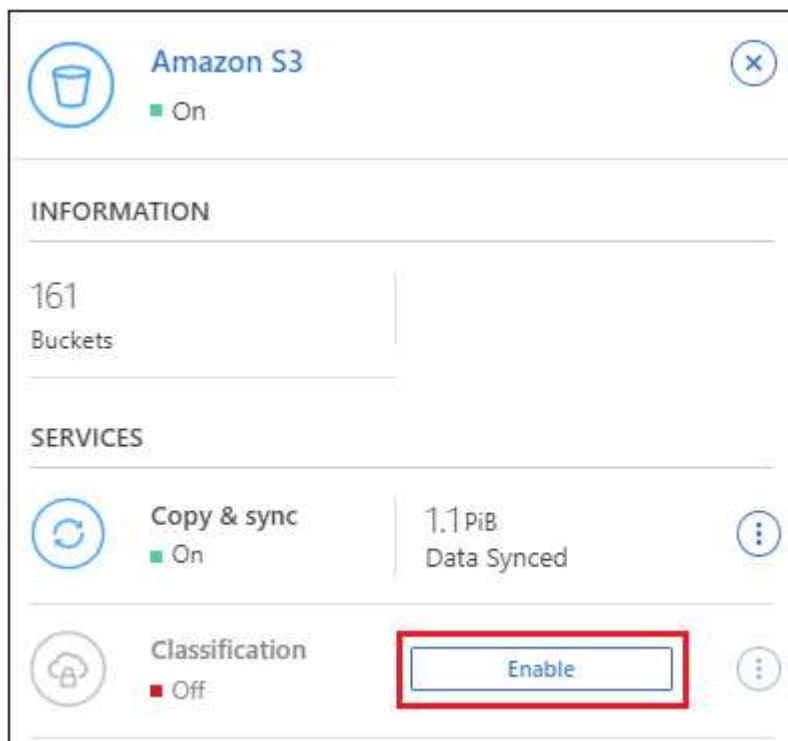 Amazon S3
On
INFORMATION
161
Buckets
SERVICES
Copy & sync
On
1.1 PiB
Data Synced
Classification
Off
Enable